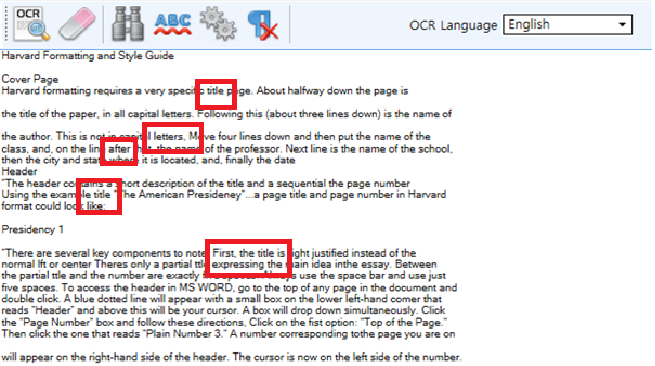 OCR
ABC
OCR Language English
Harvard Formatting and Style Guide
Cover Page
Harvard formatting requires a very specific title page. About halfway down the page is
the title of the paper, in all capital letters. Following this (about three lines down) is the name of
the author. This is not in capital letters, Move four lines down and then put the name of the
class, and, on the line after that, the name of the professor. Next line is the name of the school,
then the city and state where it is located, and, finally the date
Header
"The header contains a short description of the title and a sequential the page number
Using the example title "The American Presideney"...a page title and page number in Harvard
format could look like:
Presidency 1
"There are several key components to note. First, the title is right justified instead of the
normal lft or center Theres only a partial ttle expressing the main idea inthe essay. Between
the partial ttle and the number are exactly use the space bar and use just
five spaces. To access the header in MS WORD, go to the top of any page in the document and
double click. A blue dotted line will appear with a small box on the lower left-hand comer that
reads "Header" and above this will be your cursor. A box will drop down simultaneously. Click
the "Page Number" box and follow these directions, Click on the fist option: "Top of the Page."
Then click the one that reads "Plain Number 3." A number corresponding tothe page you are on
will appear on the right-hand side of the header. The cursor is now on the left side of the number.